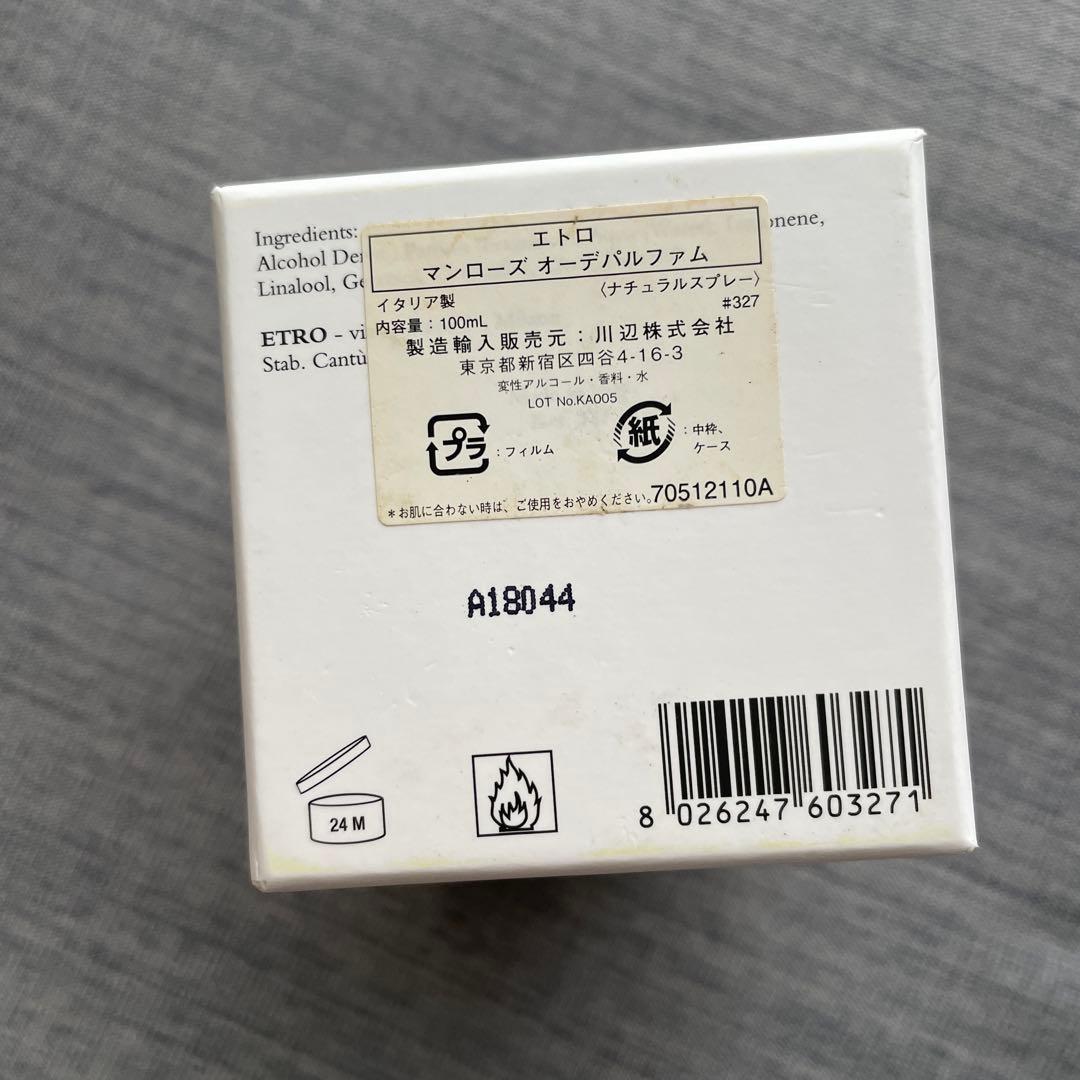 Ingredients:
Alcohol
Linalool,
ETRO -
Stab. Cantù
エトロ
マンローズ オーデパルファム
〈ナチュラルスプレー〉
イタリア製
#327
内容量：100mL
製造輸入販売元：川辺株式会社
東京都新宿区四谷4-16-3
変性アルコール・香料・水
LOT No.KA005
プラ
：フィルム
紙
：中枠、
ケース
＊お肌に合わない時は、ご使用をおやめください。
70512110A
A18044
24 M
8 026247 603271